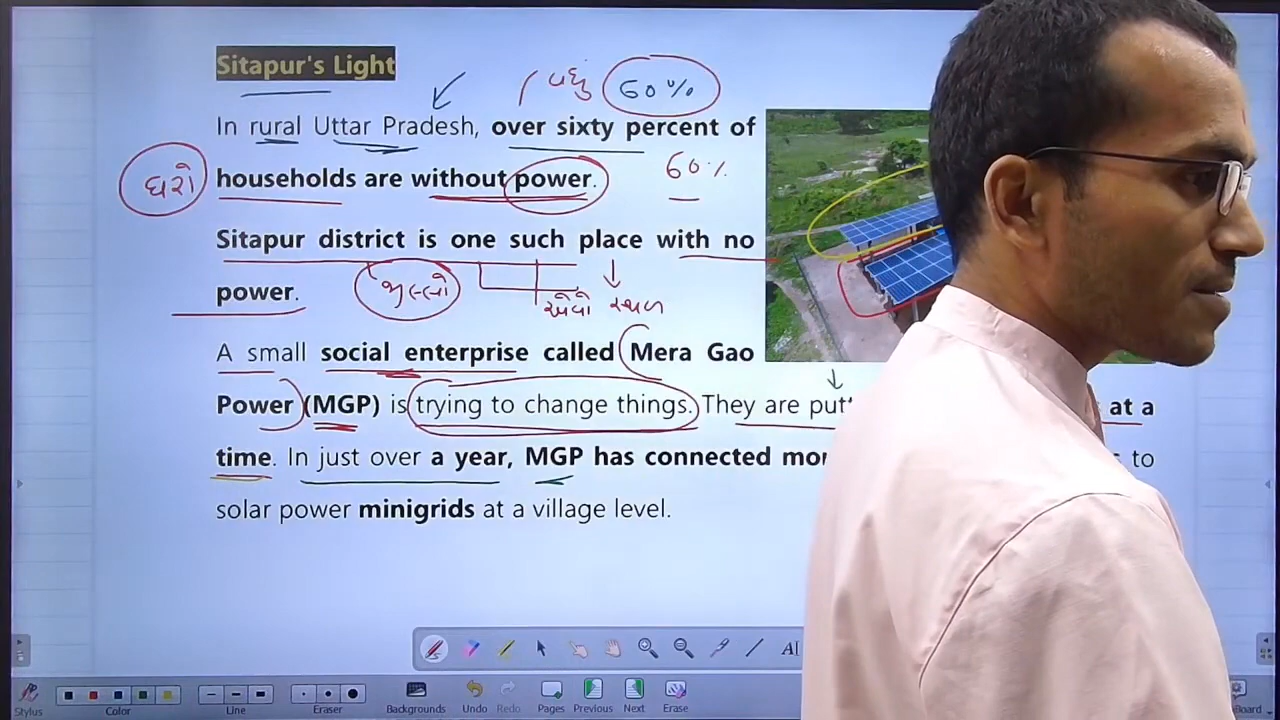 Sitapur's Light
વધુ 60%
In rural Uttar Pradesh, over sixty percent of
60%
ઘરો households are without power.
Sitapur district is one such place with no
power. જીલ્લો એવો સ્થળ
A small social enterprise called Mera Gao
Power (MGP) is trying to change things. They are at a
time. In just over a year, MGP has connected to
solar power minigrids at a village level.
Stylus Color Line Eraser Backgrounds Undo Redo Pages Previous Next Erase Board